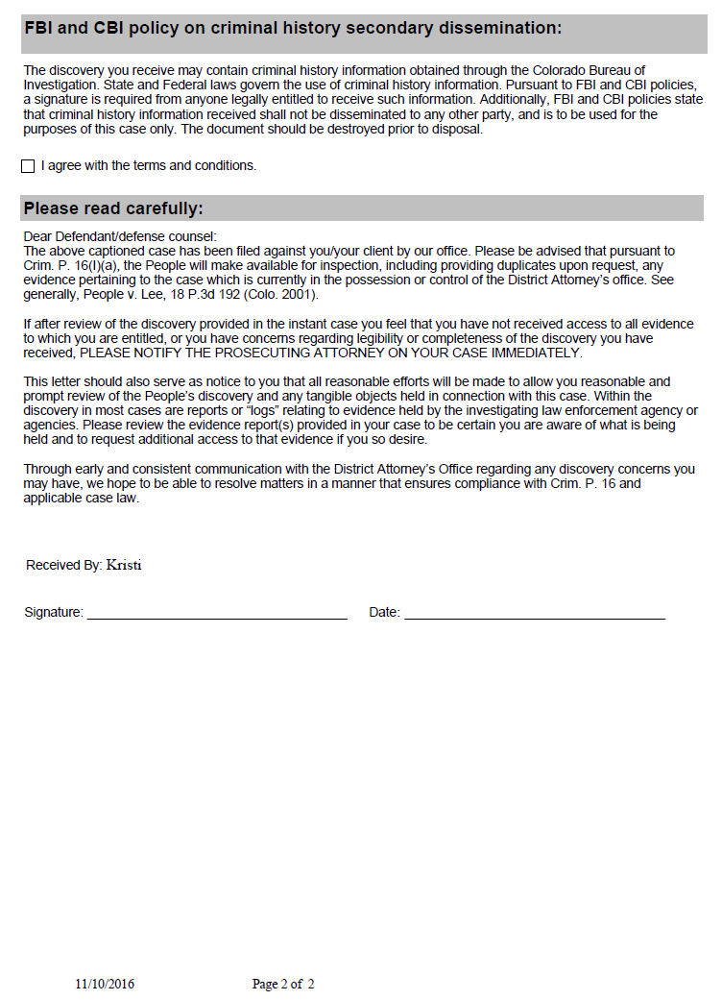 FBI and CBI policy on criminal history secondary dissemination:
The discovery you receive may contain criminal history information obtained through the Colorado Bureau of
Investigation. State and Federal laws govern the use of criminal history information. Pursuant to FBI and CBI policies,
a signature is required from anyone legally entitled to receive such information. Additionally, FBI and CBI policies state
that criminal history information received shall not be disseminated to any other party, and is to be used for the
purposes of this case only. The document should be destroyed prior to disposal.
I agree with the terms and conditions.
Please read carefully:
Dear Defendant/defense counsel:
The above captioned case has been filed against you/your client by our office. Please be advised that pursuant to
Crim. P. 16(I)(a), the People will make available for inspection, including providing duplicates upon request, any
evidence pertaining to the case which is currently in the possession or control of the District Attorney’s office. See
generally, People v. Lee, 18 P.3d 192 (Colo. 2001).
If after review of the discovery provided in the instant case you feel that you have not received access to all evidence
to which you are entitled, or you have concerns regarding legibility or completeness of the discovery you have
received, PLEASE NOTIFY THE PROSECUTING ATTORNEY ON YOUR CASE IMMEDIATELY.
This letter should also serve as notice to you that all reasonable efforts will be made to allow you reasonable and
prompt review of the People’s discovery and any tangible objects held in connection with this case. Within the
discovery in most cases are reports or “logs” relating to evidence held by the investigating law enforcement agency or
agencies. Please review the evidence report(s) provided in your case to be certain you are aware of what is being
held and to request additional access to that evidence if you so desire.
Through early and consistent communication with the District Attorney’s Office regarding any discovery concerns you
may have, we hope to be able to resolve matters in a manner that ensures compliance with Crim. P. 16 and
applicable case law.
Received By: Kristi
Signature: ___________________________________ Date: ___________________________________
11/10/2016 Page 2 of 2